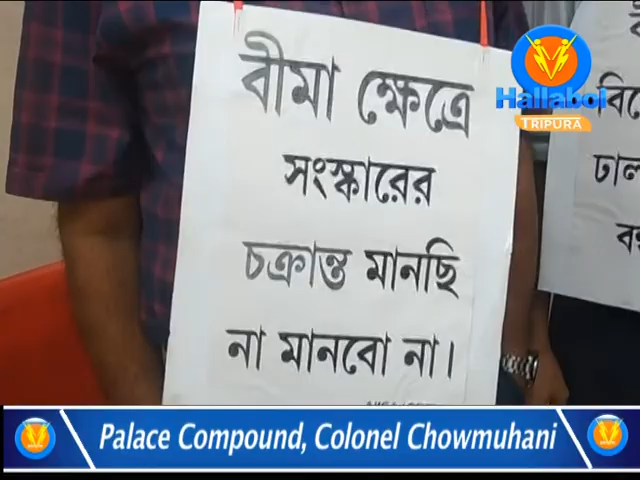 বীমা ক্ষেত্রে
সংস্কারের
চক্রান্ত মানছি
না মানবো না।
Hallabol
TRIPURA
Palace Compound, Colonel Chowmuhani